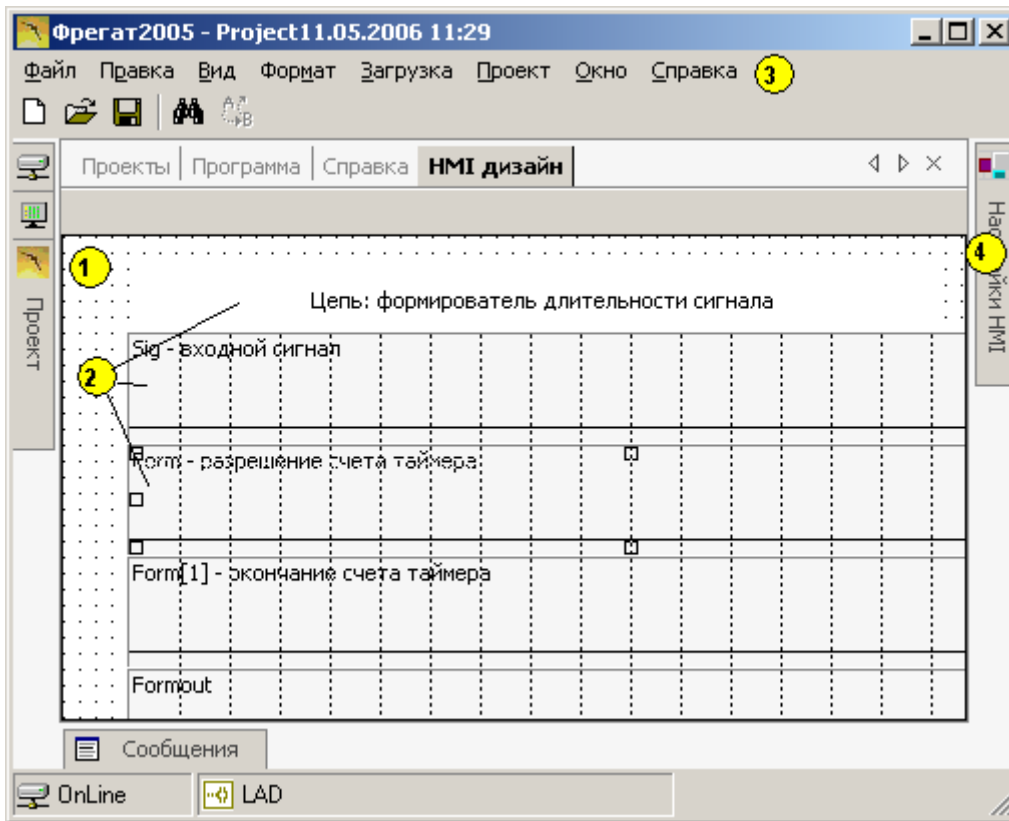 Фрегат2005 - Project11.05.2006 11:29
Файл Правка Вид Формат Загрузка Проект Окно Справка 3
A B
Проекты Программа Справка HMI дизайн
1
Цепь: формирователь длительности сигнала
Sig - входной сигнал
2
Form - разрешение счета таймера
Form[1] - окончание счета таймера
Formout
Проект
4
HMI
Сообщения
OnLine LAD